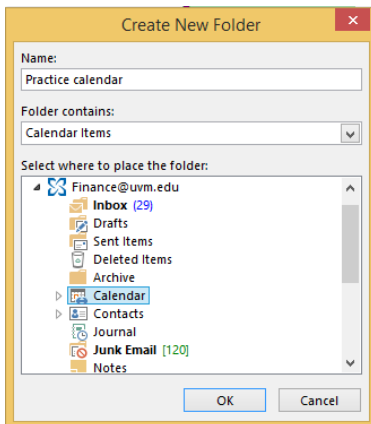 Create New Folder
Name:
Practice calendar
Folder contains:
Calendar Items
Select where to place the folder:
Finance@uvm.edu
Inbox (29)
Drafts
Sent Items
Deleted Items
Archive
Calendar
Contacts
Journal
Junk Email [120]
Notes
OK Cancel